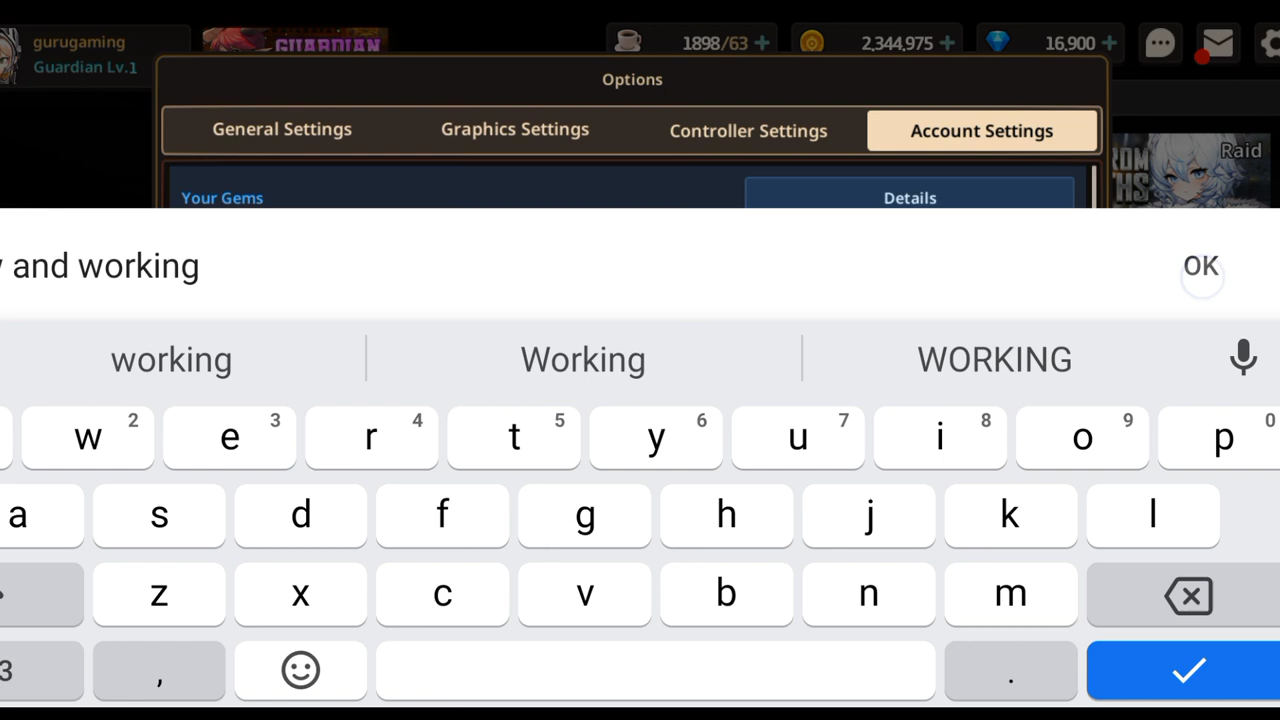 gurugaming
GUARDIAN
1898/63
2,344,975
16,900
Guardian Lv.1
Options
General Settings
Graphics Settings
Controller Settings
Account Settings
Raid
Your Gems
Details
and working
OK
working
Working
WORKING
w 2 e 3 r 4 t 5 y 6 u 7 i 8 o 9 p 0
a s d f g h j k l
z x c v b n m
3 , .